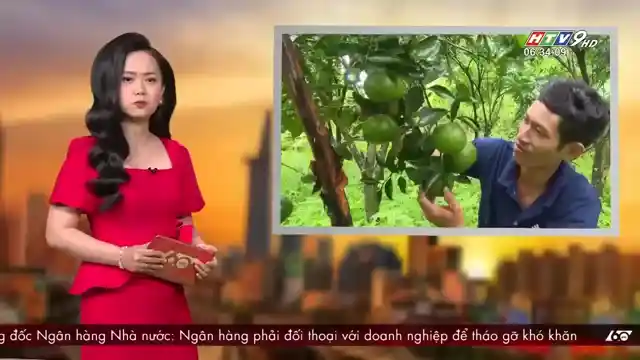 HTV9 HD
06:34:09
g đốc Ngân hàng Nhà nước: Ngân hàng phải đối thoại với doanh nghiệp để tháo gỡ khó khăn